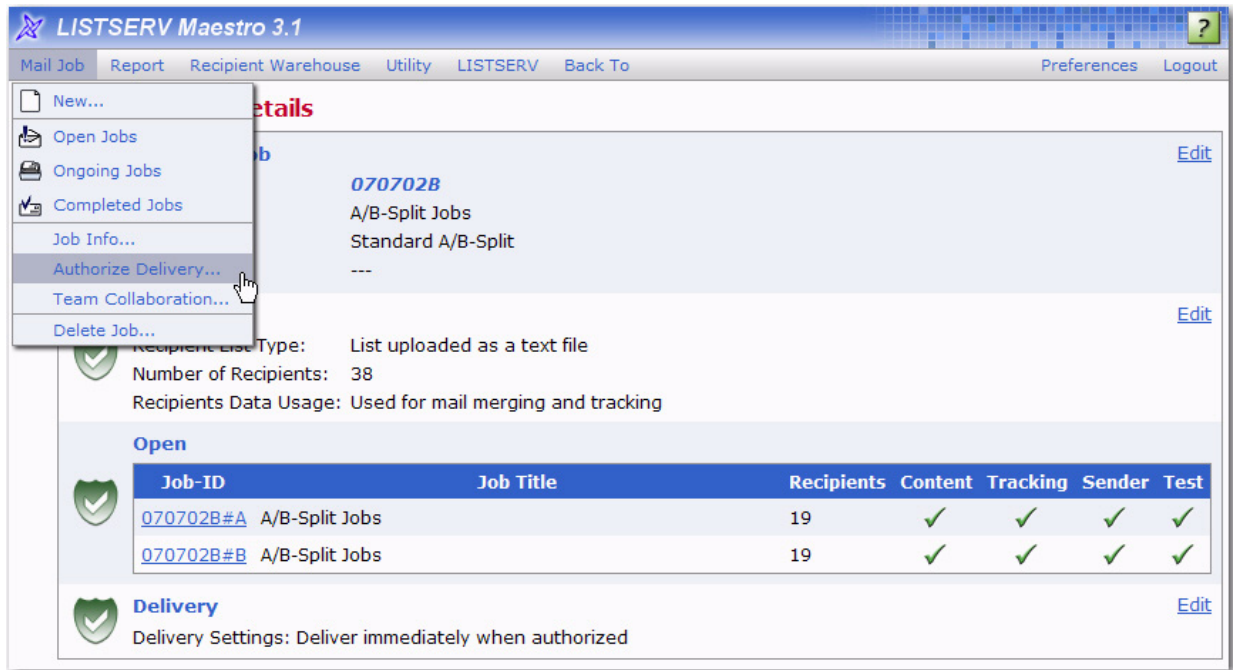 LISTSERV Maestro 3.1
?
Mail Job Report Recipient Warehouse Utility LISTSERV Back To Preferences Logout
New...
Open Jobs
Ongoing Jobs
Completed Jobs
Job Info...
Authorize Delivery...
Team Collaboration...
Delete Job...
etails
ob Edit
070702B
A/B-Split Jobs
Standard A/B-Split
---
Edit
Recipient List Type: List uploaded as a text file
Number of Recipients: 38
Recipients Data Usage: Used for mail merging and tracking
Open
Job-ID Job Title Recipients Content Tracking Sender Test
070702B#A A/B-Split Jobs 19
070702B#B A/B-Split Jobs 19
Delivery Edit
Delivery Settings: Deliver immediately when authorized